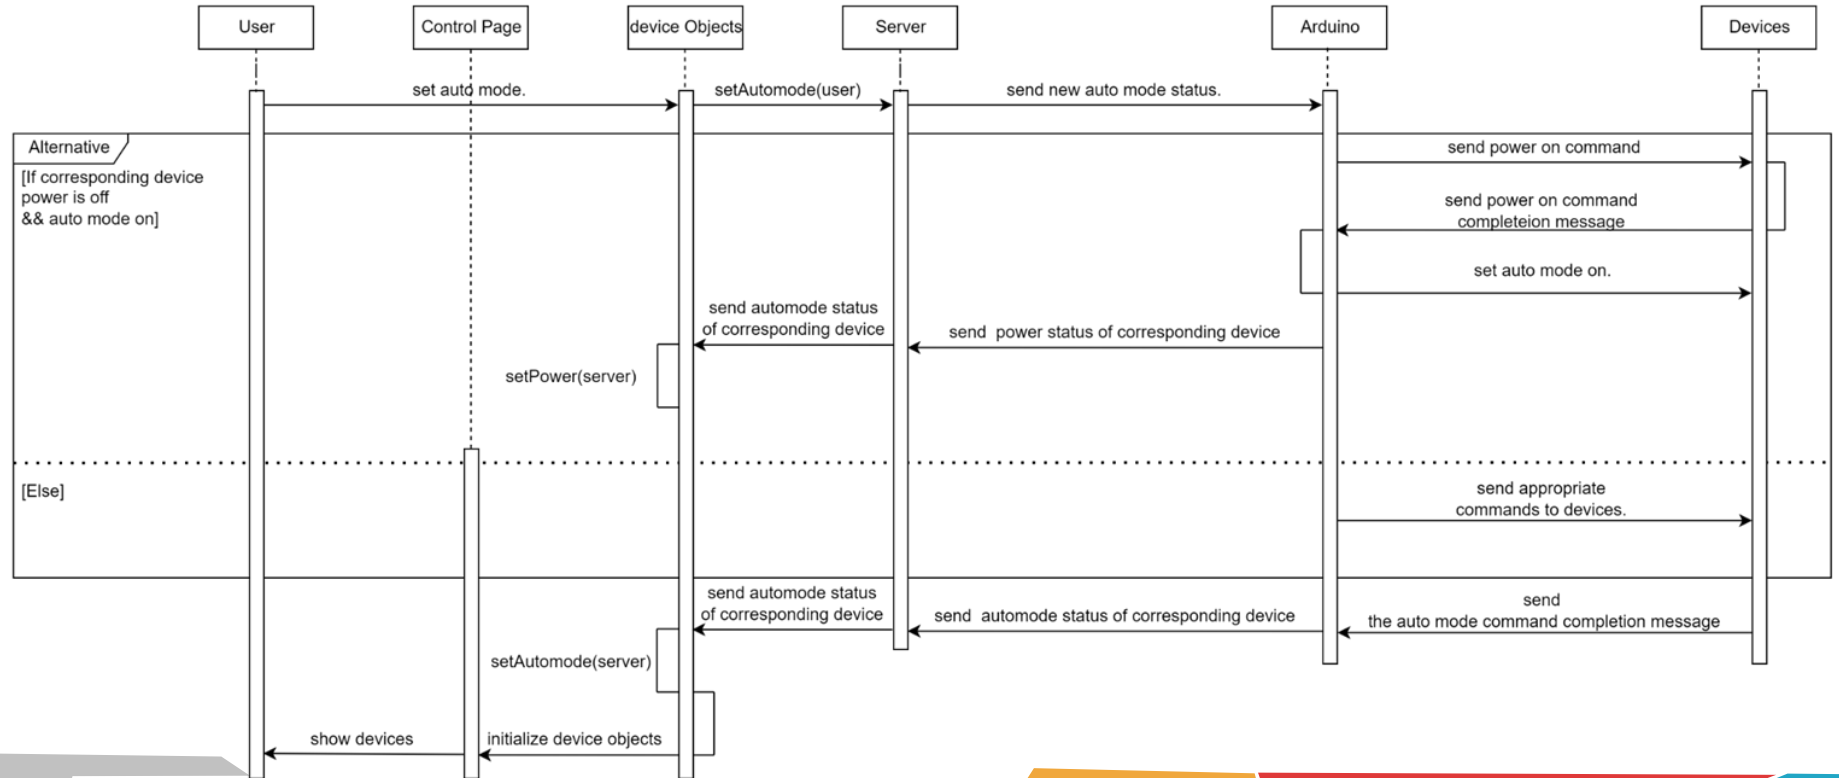 User
Control Page
device Objects
Server
Arduino
Devices
set auto mode.
setAutomode(user)
send new auto mode status.
Alternative
[If corresponding device
power is off
&& auto mode on]
send power on command
send power on command
completeion message
set auto mode on.
send automode status
of corresponding device
send  power status of corresponding device
setPower(server)
[Else]
send appropriate
commands to devices.
send automode status
of corresponding device
send  automode status of corresponding device
send
the auto mode command completion message
setAutomode(server)
show devices
initialize device objects